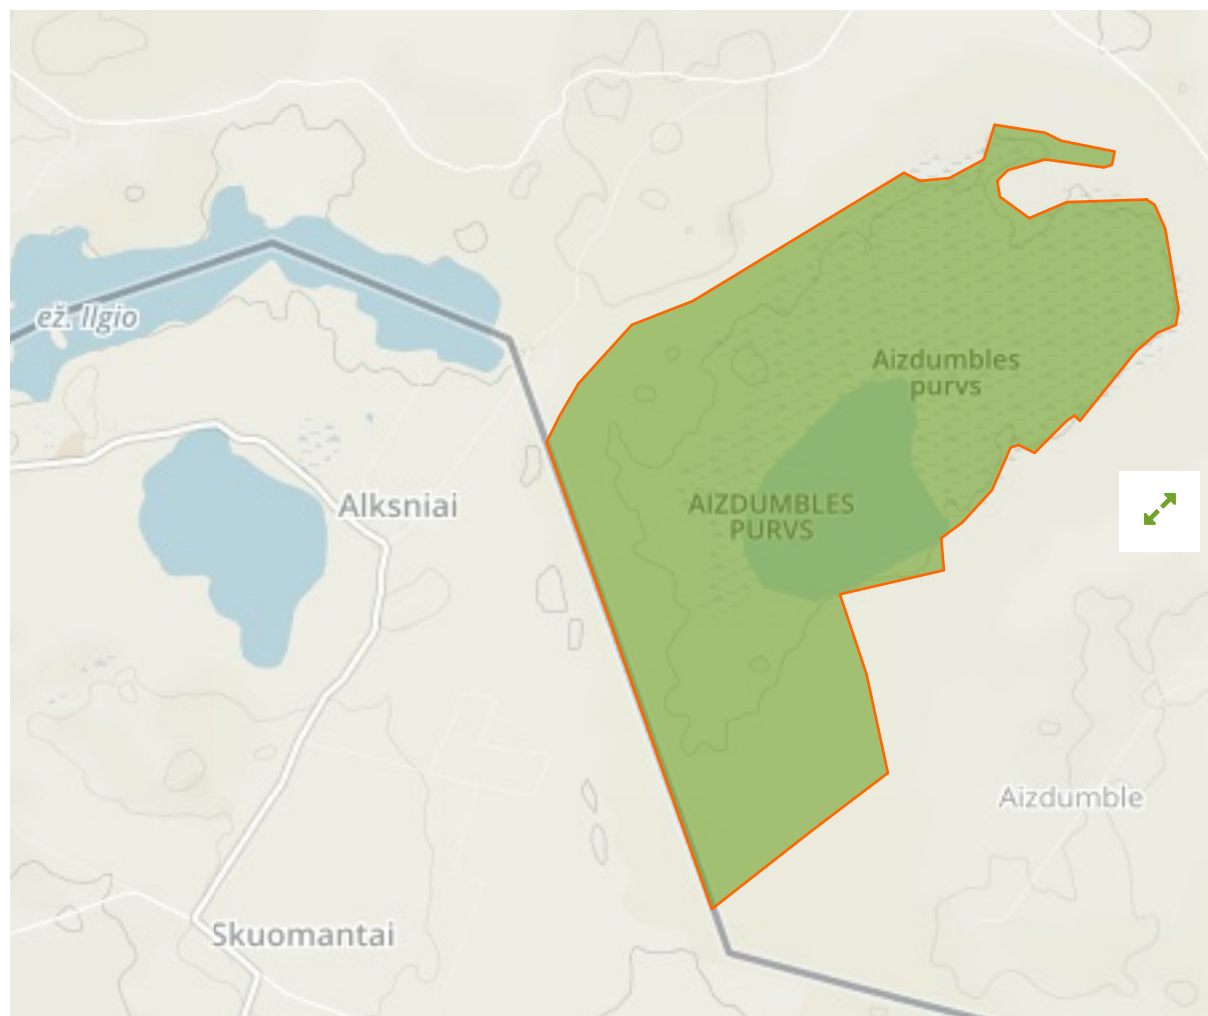 ež. Ilgio
Aizdumbles
purvs
Alksniai
AIZDUMBLES
PURVS
Aizdumble
Skuomantai